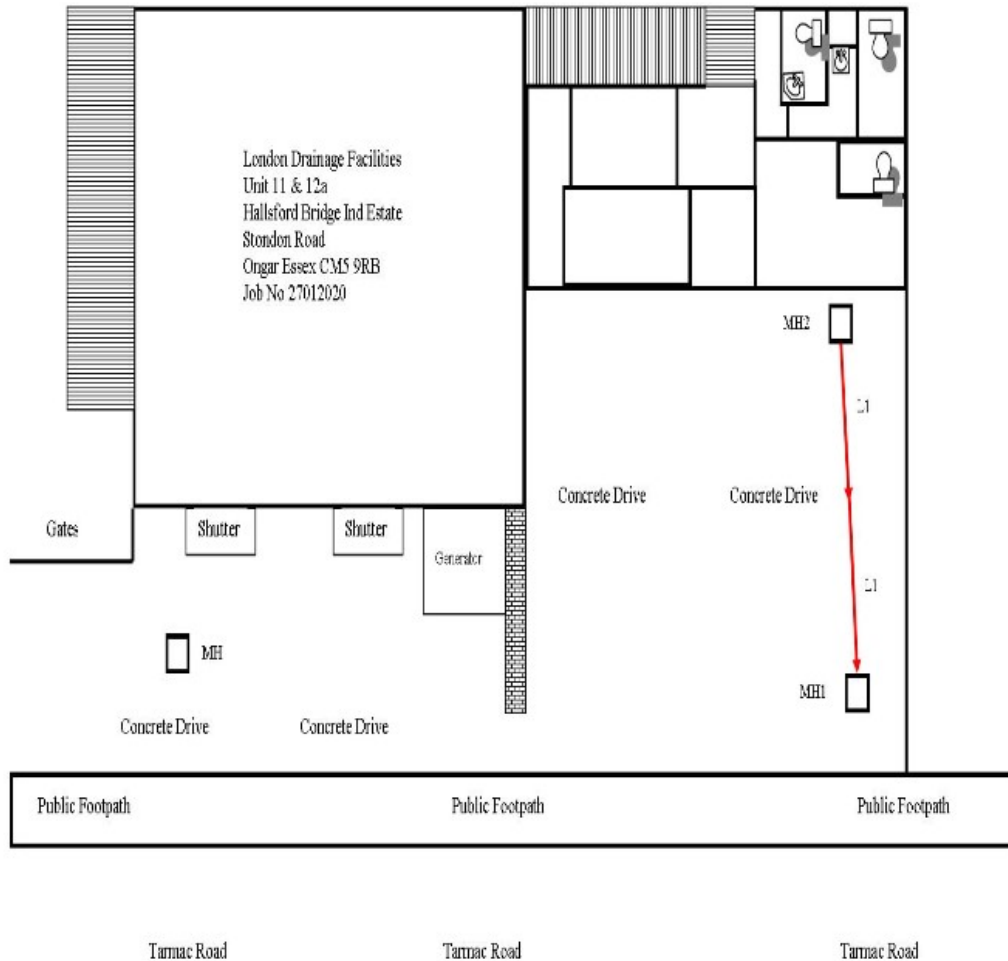 London Drainage Facilities
Unit 11 & 12a
Hallsford Bridge Ind Estate
Stondon Road
Ongar Essex CM5 9RB
Job No 27012020
MH2
L1
Concrete Drive
Concrete Drive
Gates
Shutter
Shutter
Generator
L1
MH
MH1
Concrete Drive
Concrete Drive
Public Footpath
Public Footpath
Public Footpath
Tarmac Road
Tarmac Road
Tarmac Road